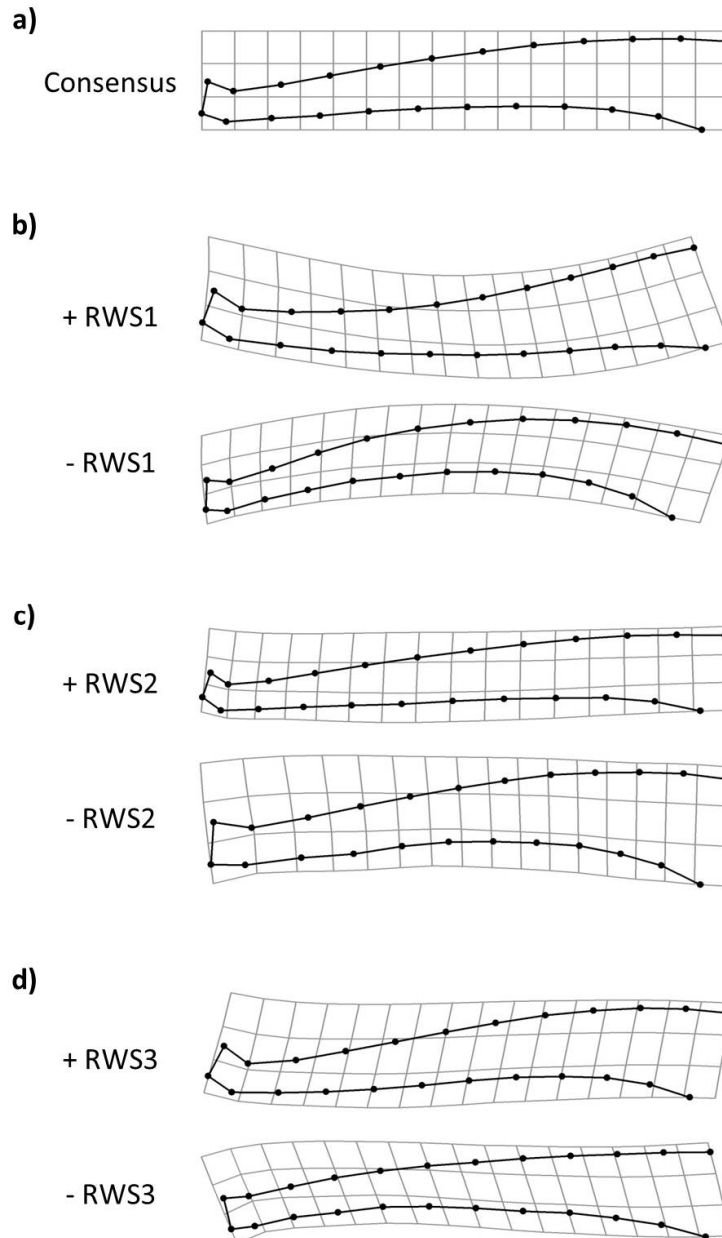 a)
Consensus
b)
+ RWS1
- RWS1
c)
+ RWS2
- RWS2
d)
+ RWS3
- RWS3